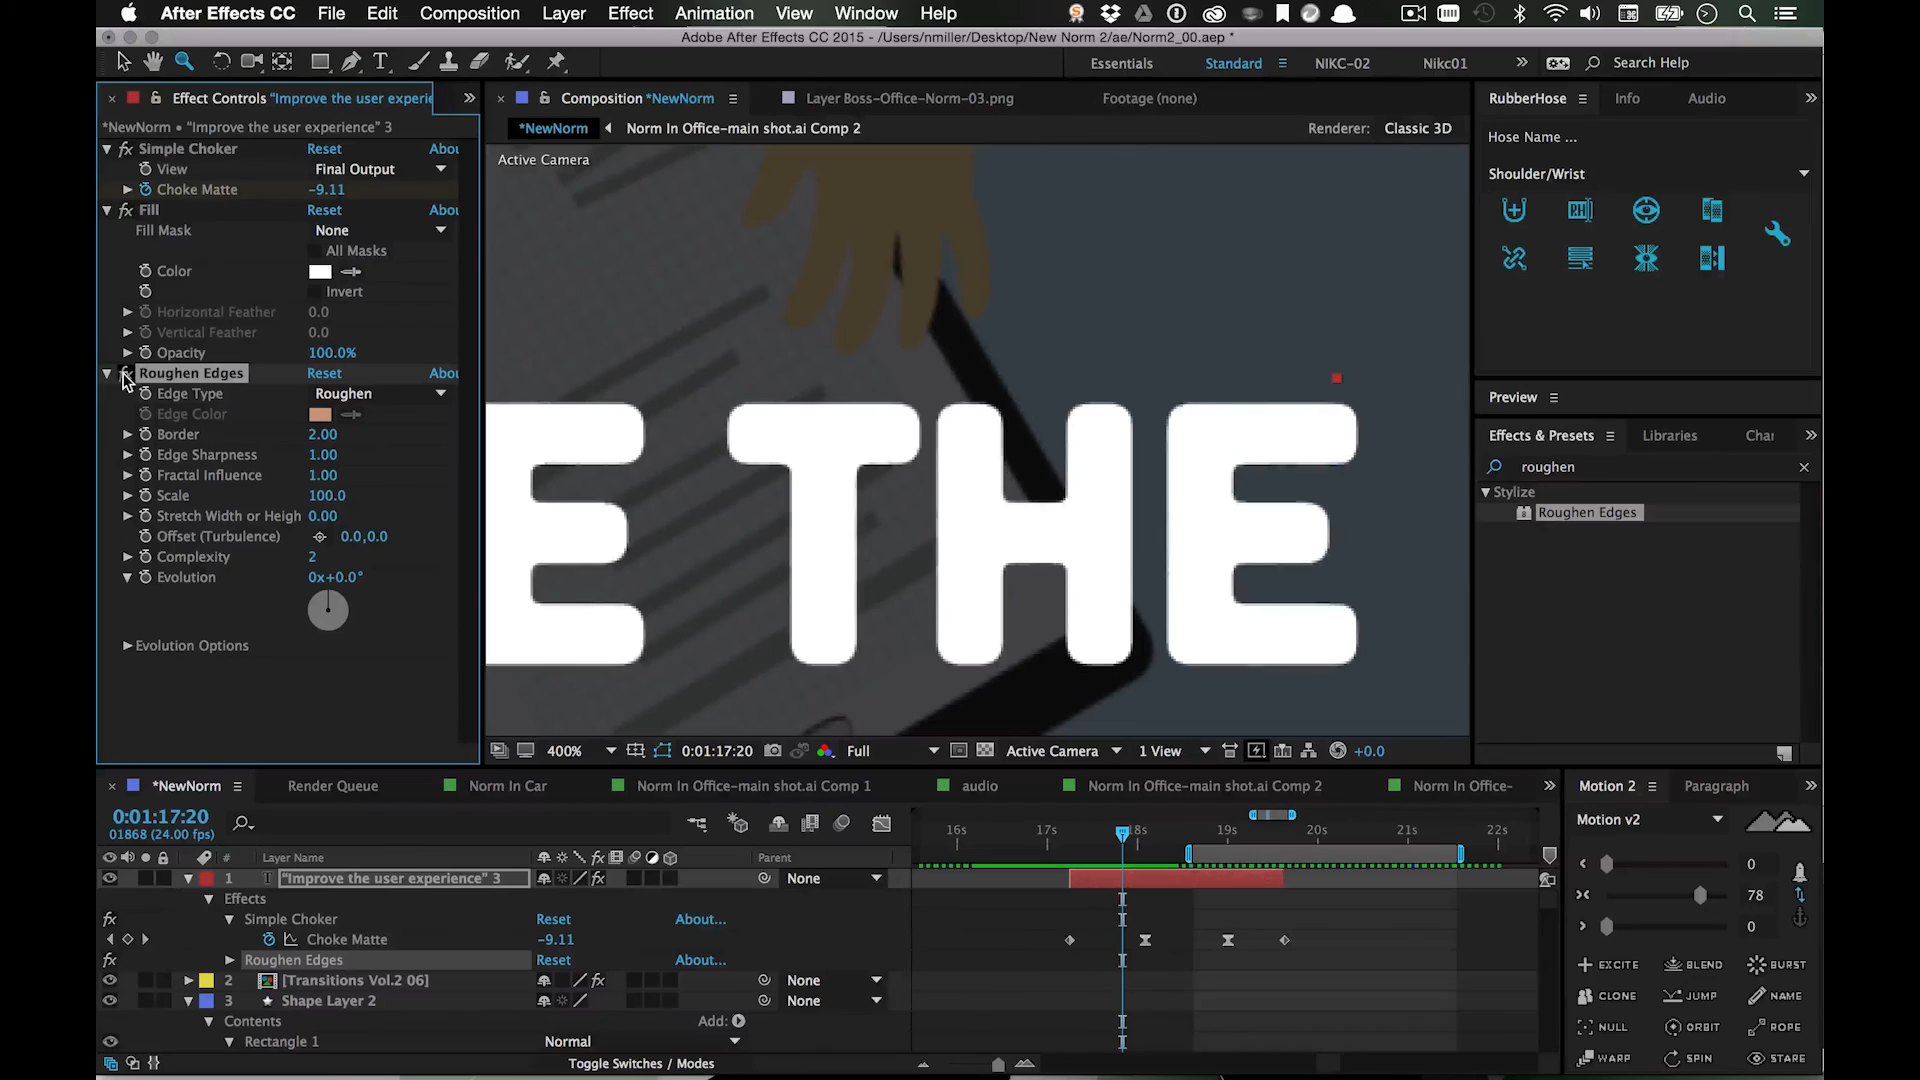 After Effects CC File Edit Composition Layer Effect Animation View Window Help
Adobe After Effects CC 2015 - /Users/nmiller/Desktop/New Norm 2/ae/Norm2_00.aep *
Essentials Standard NIKC-02 Nikc01 Search Help
Effect Controls "Improve the user experie
*NewNorm • "Improve the user experience" 3
Simple Choker Reset Abou
View Final Output
Choke Matte -9.11
Fill Reset Abou
Fill Mask None
All Masks
Color
Invert
Horizontal Feather 0.0
Vertical Feather 0.0
Opacity 100.0%
Roughen Edges Reset Abou
Edge Type Roughen
Edge Color
Border 2.00
Edge Sharpness 1.00
Fractal Influence 1.00
Scale 100.0
Stretch Width or Heigh 0.00
Offset (Turbulence) 0.0,0.0
Complexity 2
Evolution 0x+0.0°
Evolution Options
Composition *NewNorm Layer Boss-Office-Norm-03.png Footage (none)
*NewNorm Norm In Office-main shot.ai Comp 2 Renderer: Classic 3D
Active Camera
E THE
400% 0:01:17:20 Full Active Camera 1 View +0.0
RubberHose Info Audio
Hose Name ...
Shoulder/Wrist
Preview
Effects & Presets Libraries Cha
roughen
Stylize
Roughen Edges
*NewNorm Render Queue Norm In Car Norm In Office-main shot.ai Comp 1 audio Norm In Office-main shot.ai Comp 2 Norm In Office-
0:01:17:20
01868 (24.00 fps)
16s 17s 18s 19s 20s 21s 22s
# Layer Name Parent
1 T "Improve the user experience" 3 None
Effects
Simple Choker Reset About...
Choke Matte -9.11
Roughen Edges Reset About...
2 [Transitions Vol.2 06] None
3 Shape Layer 2 None
Contents Add:
Rectangle 1 Normal
Toggle Switches / Modes
Motion 2 Paragraph
Motion v2
0
78
0
EXCITE BLEND BURST
CLONE JUMP NAME
NULL ORBIT ROPE
WARP SPIN STARE